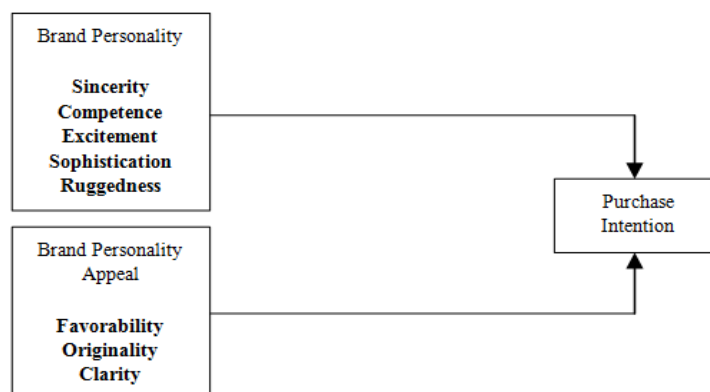 Brand Personality
Sincerity
Competence
Excitement
Sophistication
Ruggedness
Purchase
Intention
Brand Personality
Appeal
Favorability
Originality
Clarity